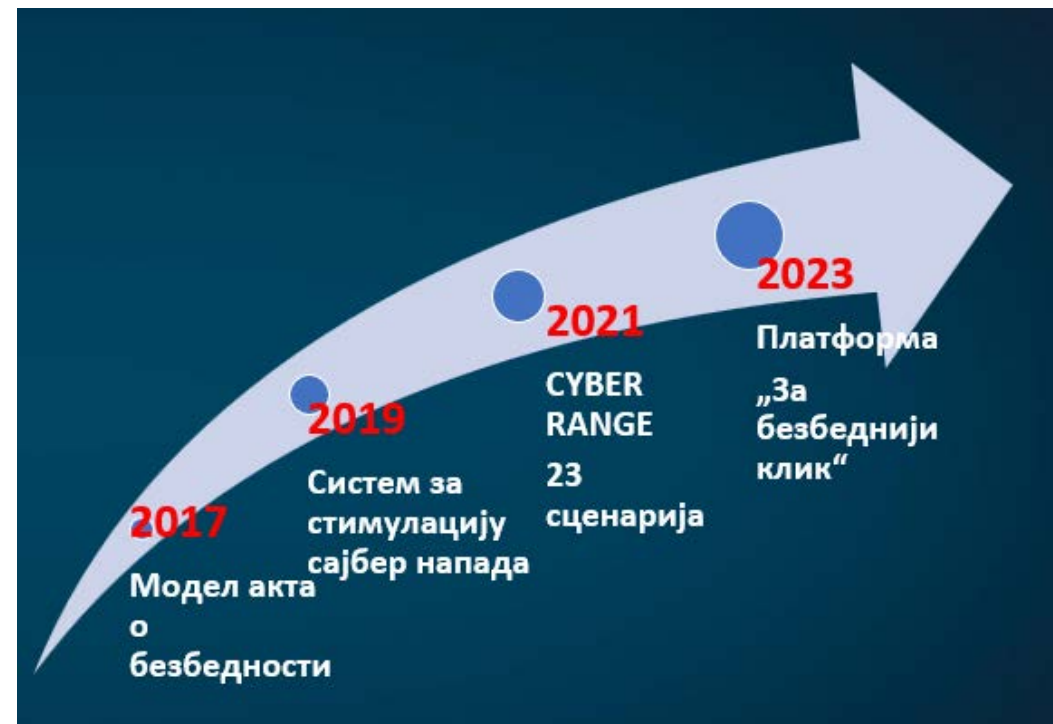 2017
Модел акта
о
безбедности
2019
Систем за
стимулацију
сајбер напада
2021
CYBER
RANGE
23
сценарија
2023
Платформа
„За
безбеднији
клик“